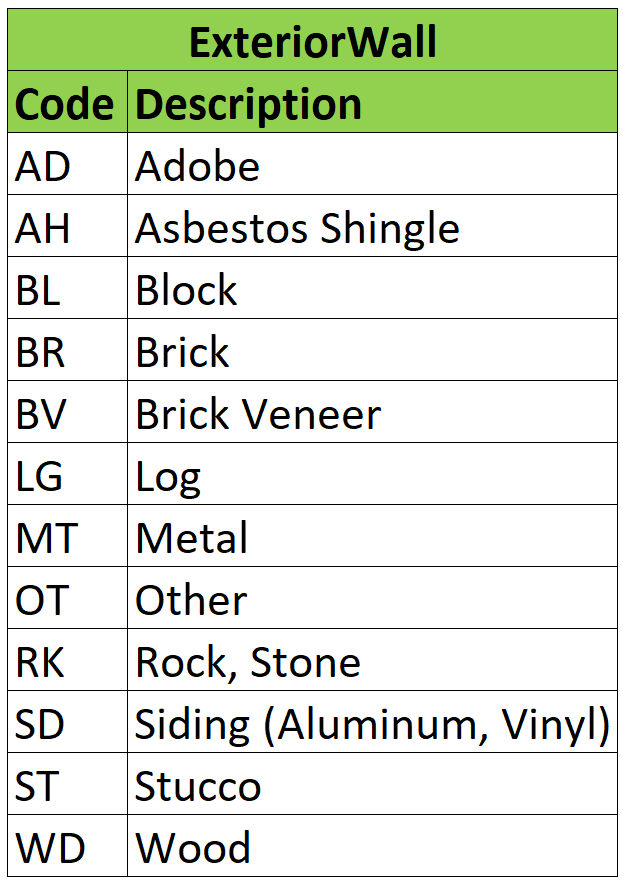 ExteriorWall
Code Description
AD Adobe
AH Asbestos Shingle
BL Block
BR Brick
BV Brick Veneer
LG Log
MT Metal
OT Other
RK Rock, Stone
SD Siding (Aluminum, Vinyl)
ST Stucco
WD Wood